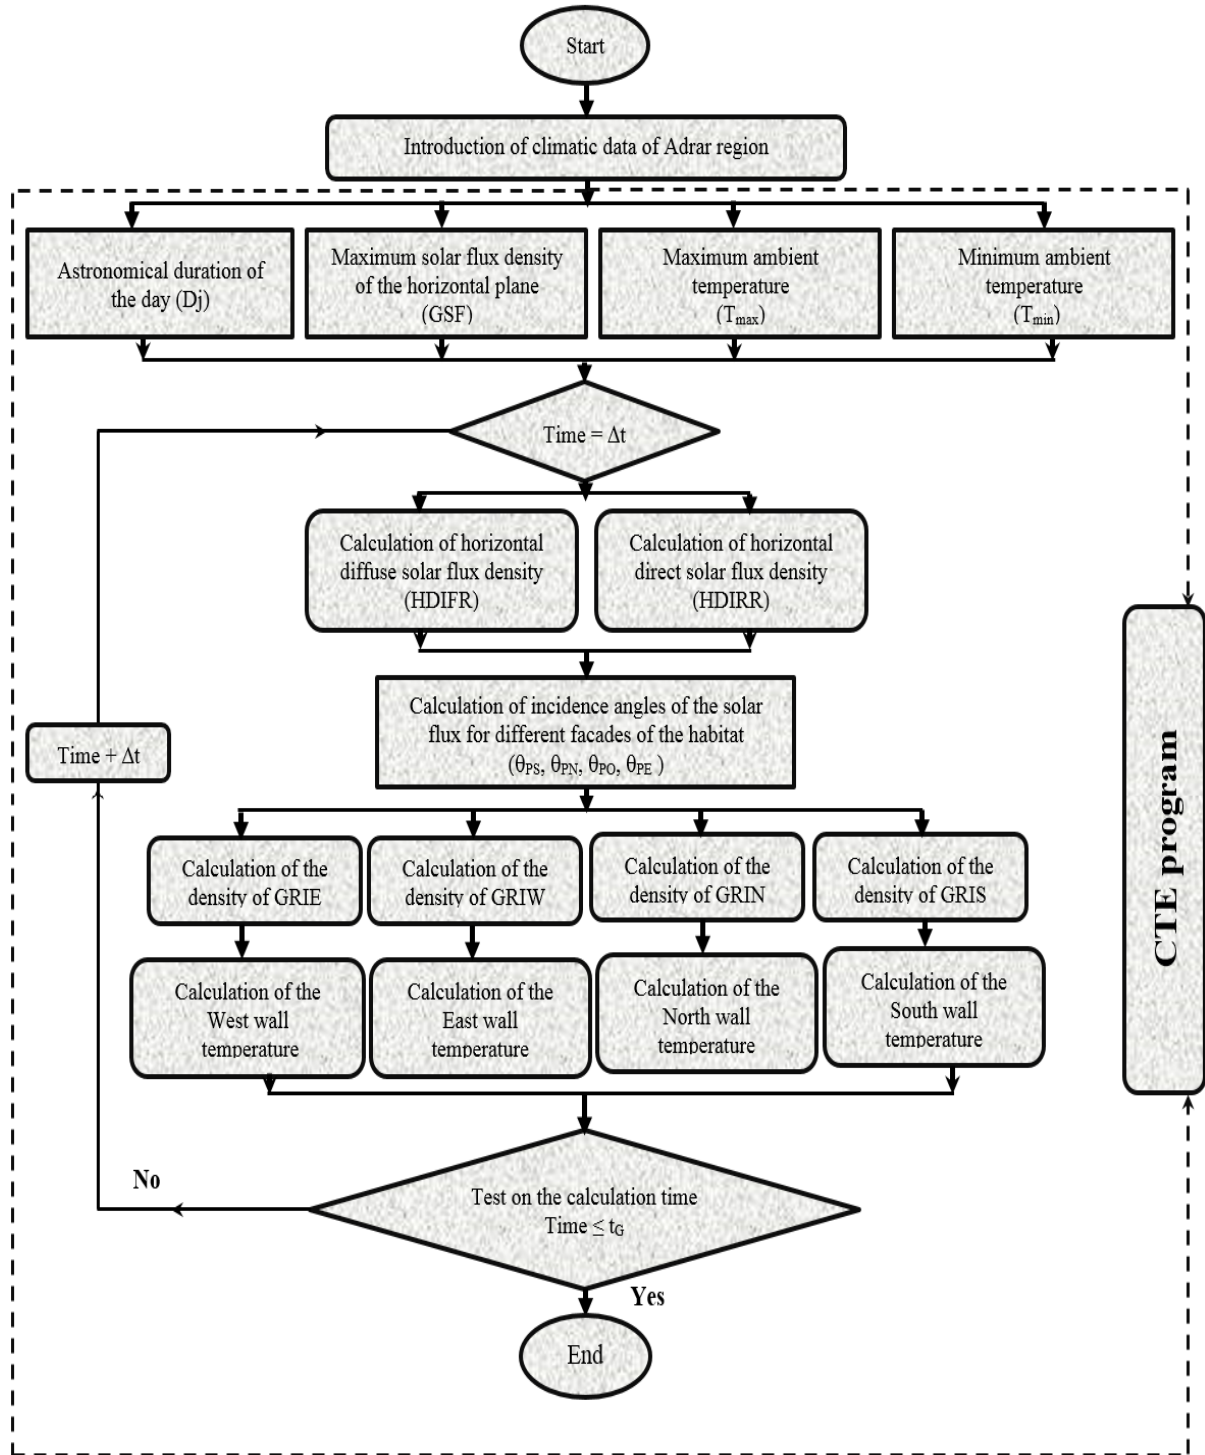 Start
Introduction of climatic data of Adrar region
Astronomical duration of
the day (Dj)
Maximum solar flux density
of the horizontal plane
(GSF)
Maximum ambient
temperature
(Tmax)
Minimum ambient
temperature
(Tmin)
Time = Δt
Calculation of horizontal
diffuse solar flux density
(HDIFR)
Calculation of horizontal
direct solar flux density
(HDIRR)
Calculation of incidence angles of the solar
flux for different facades of the habitat
(θPS, θPN, θPO, θPE )
Time + Δt
CTE program
Calculation of the
density of GRIE
Calculation of the
density of GRIW
Calculation of the
density of GRIN
Calculation of the
density of GRIS
Calculation of the
West wall
temperature
Calculation of the
East wall
temperature
Calculation of the
North wall
temperature
Calculation of the
South wall
temperature
No
Test on the calculation time
Time ≤ tG
Yes
End